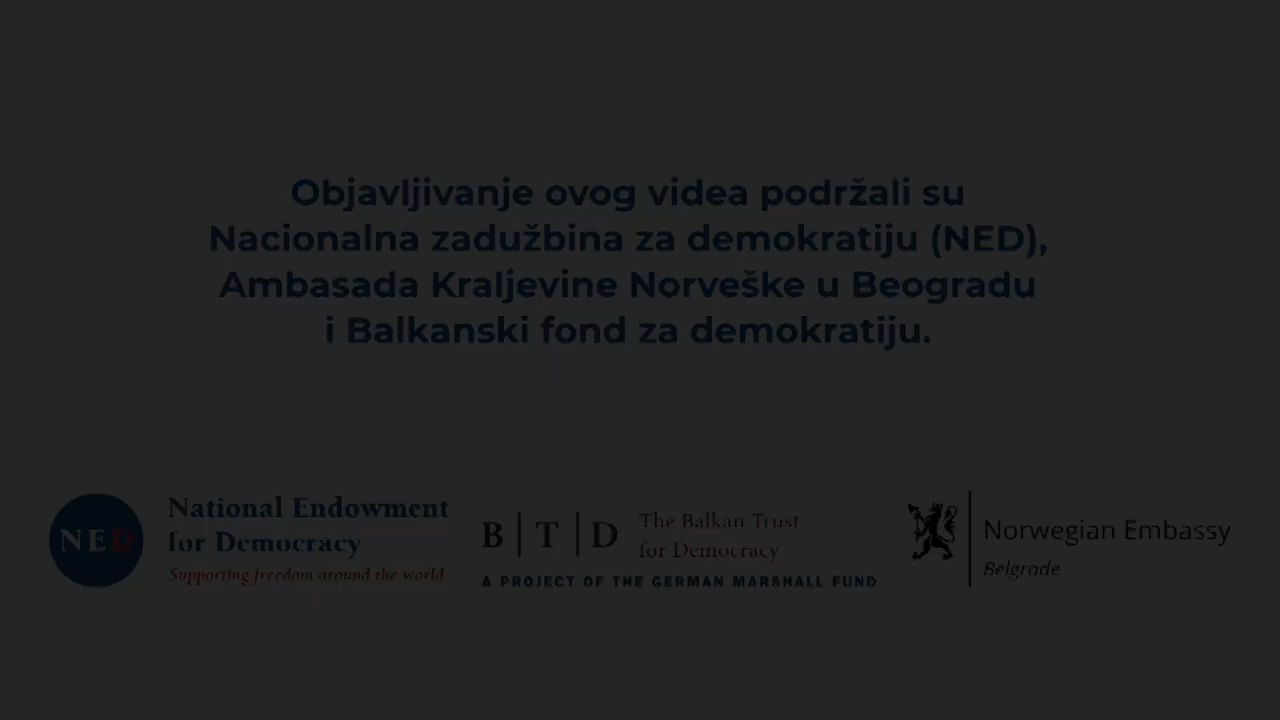 Objavljivanje ovog videa podržali su
Nacionalna zadužbina za demokratiju (NED),
Ambasada Kraljevine Norveške u Beogradu
i Balkanski fond za demokratiju.
NED
National Endowment
for Democracy
Supporting freedom around the world
B | T | D
The Balkan Trust
for Democracy
A PROJECT OF THE GERMAN MARSHALL FUND
Norwegian Embassy
Belgrade